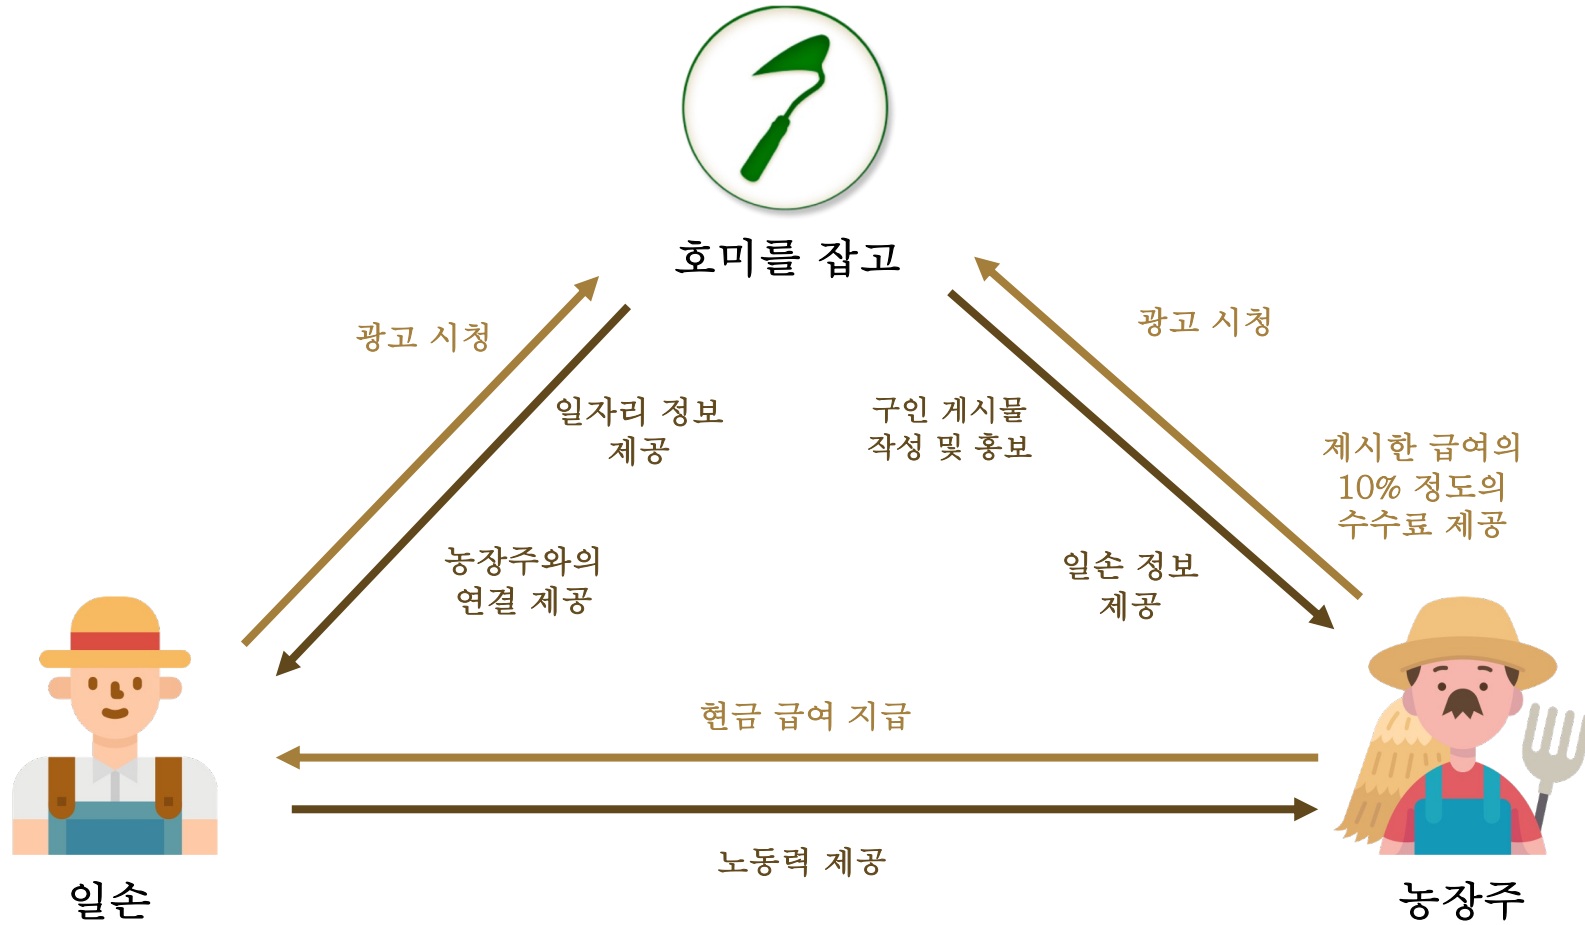 호미를 잡고
광고 시청
광고 시청
일자리 정보
제공
구인 게시물
작성 및 홍보
제시한 급여의
10% 정도의
수수료 제공
농장주와의
연결 제공
일손 정보
제공
현금 급여 지급
노동력 제공
일손
농장주